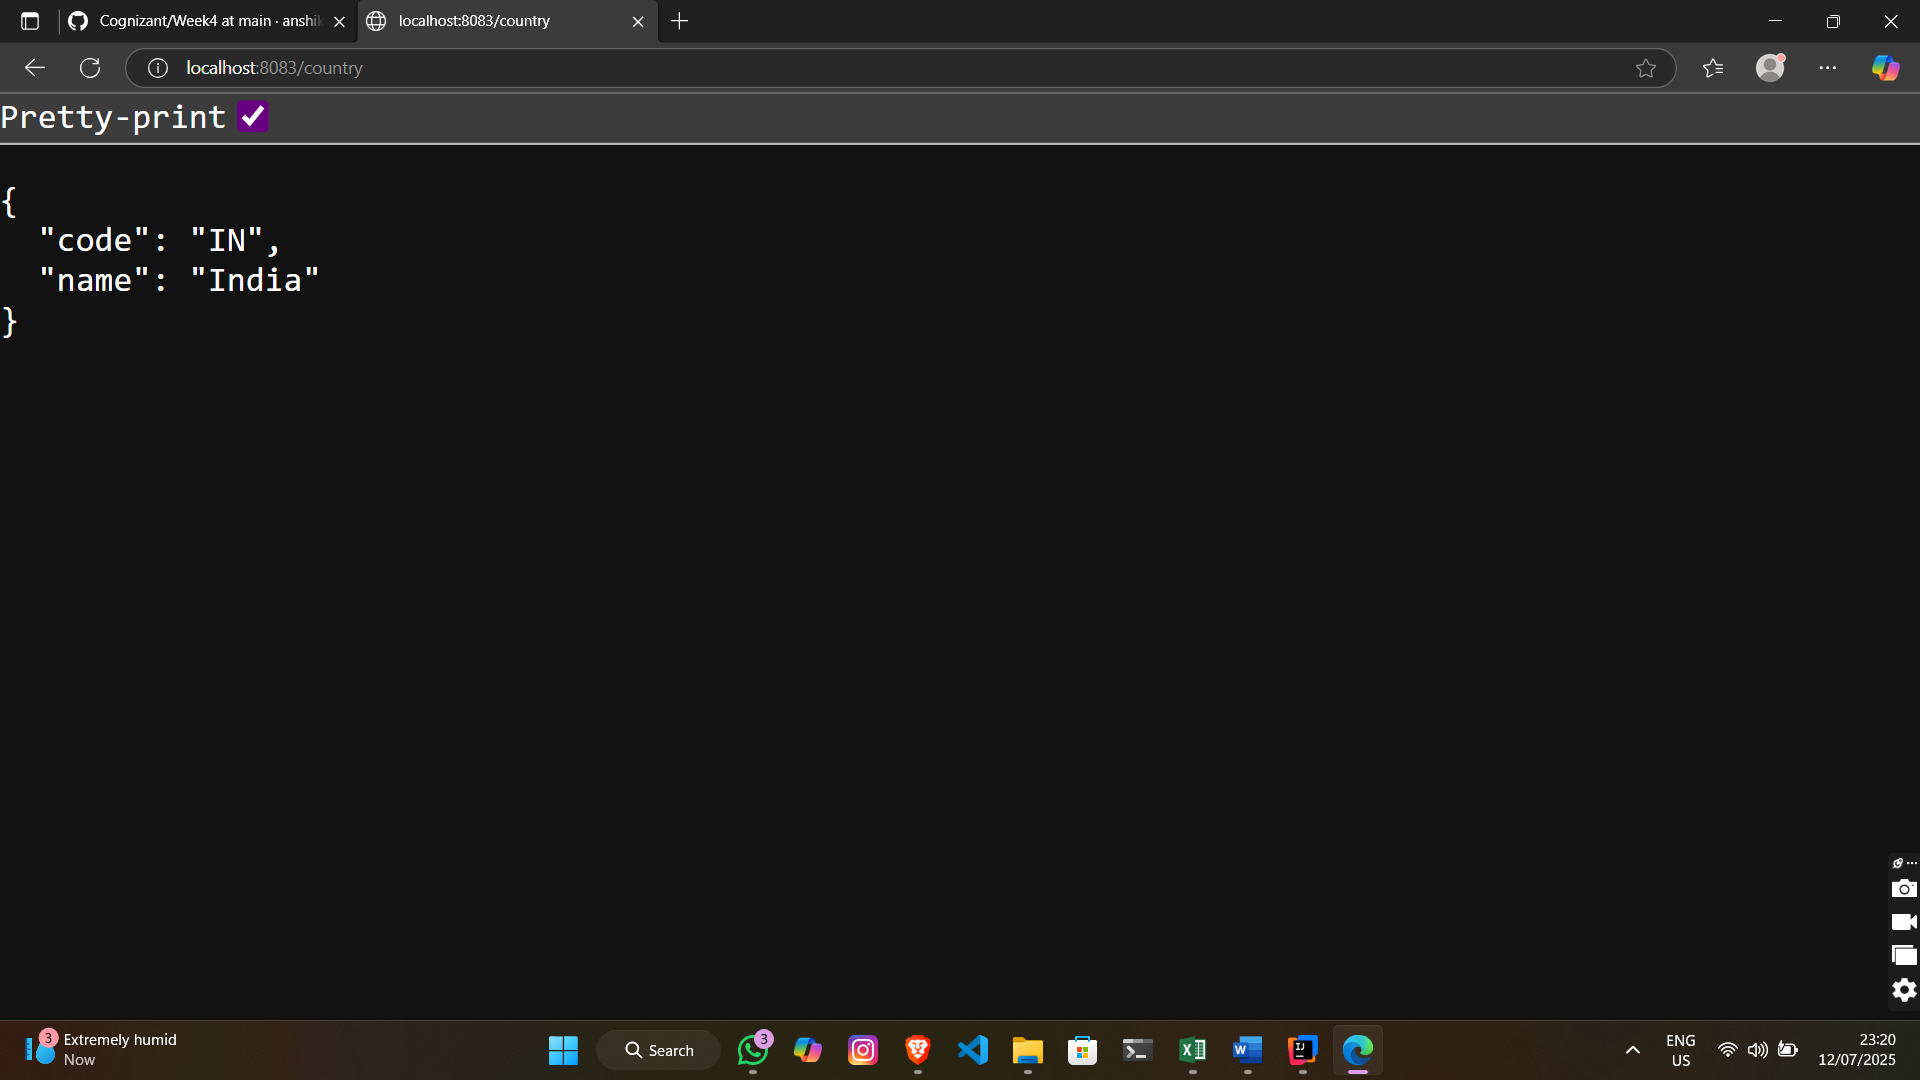 Cognizant/Week4 at main · anshik
localhost:8083/country
localhost:8083/country
Pretty-print
{
  "code": "IN",
  "name": "India"
}
3
Extremely humid
Now
Search
3
ENG
US
23:20
12/07/2025